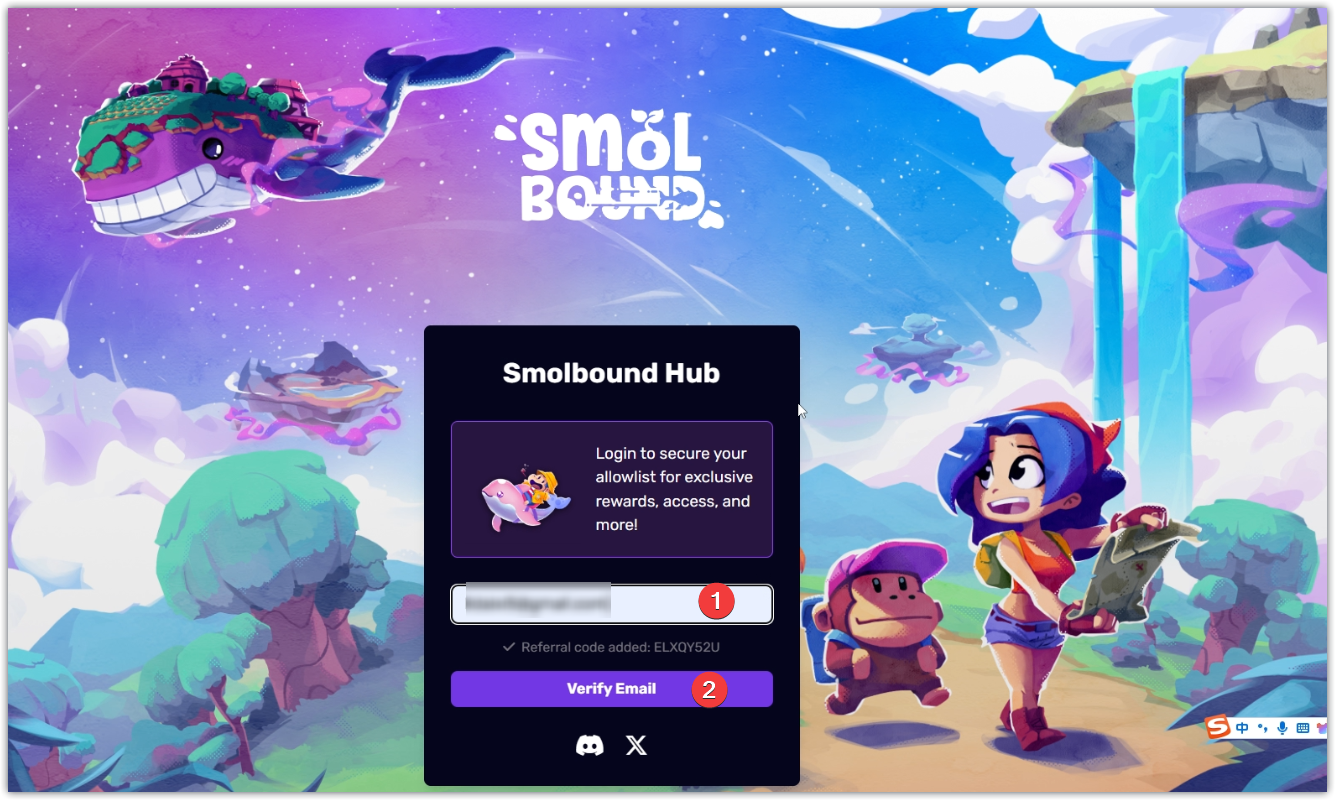 SMOL
BOUND
Smolbound Hub
Login to secure your
allowlist for exclusive
rewards, access, and
more!
1
Referral code added: ELXQY52U
Verify Email
2
中